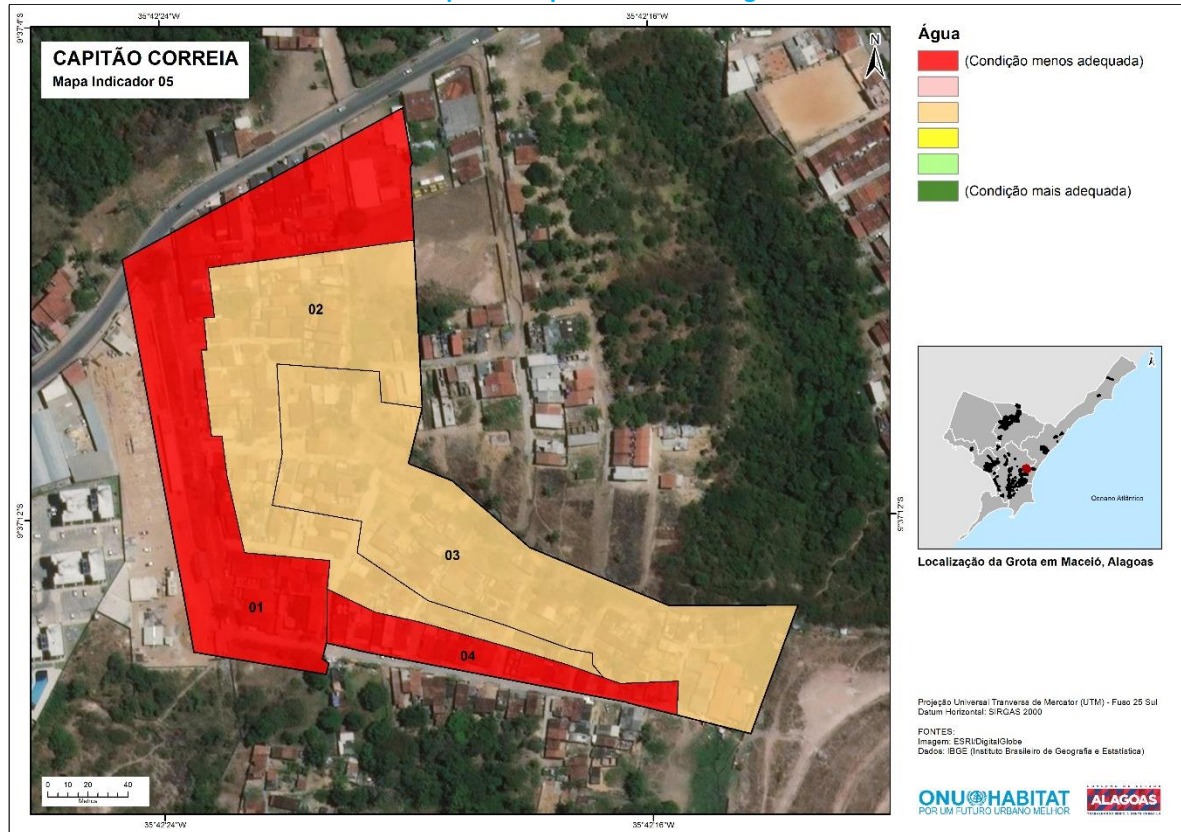 35°42'24"W
35°42'16"W
9°37'4"S
CAPITÃO CORREIA
Mapa Indicador 05
N
02
03
01
04
9°37'12"S
9°37'12"S
0 10 20 40
Metros
35°42'24"W
35°42'16"W
Água
(Condição menos adequada)
(Condição mais adequada)
Oceano Atlântico
Localização da Grota em Maceió, Alagoas
Projeção Universal Tranversa de Mercator (UTM) - Fuso 25 Sul
Datum Horizontal: SIRGAS 2000
FONTES:
Imagem: ESRI/DigitalGlobe
Dados: IBGE (Instituto Brasileiro de Geografia e Estatística)
ONU HABITAT
POR UM FUTURO URBANO MELHOR
ALAGOAS